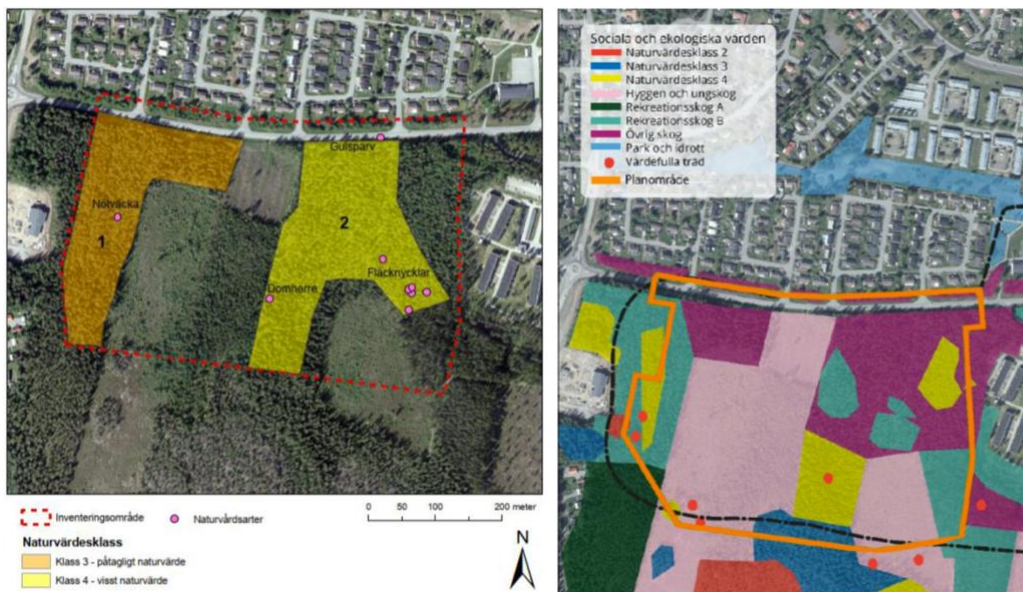 Gulsparv
Nötväcka
1
2
Fläcknycklar
Domherre
Inventeringsområde
Naturvårdsarter
Naturvärdesklass
Klass 3 - påtagligt naturvärde
Klass 4 - visst naturvärde
0 50 100 200 meter
N
Sociala och ekologiska värden
Naturvärdesklass 2
Naturvärdesklass 3
Naturvärdesklass 4
Hyggen och ungskog
Rekreationsskog A
Rekreationsskog B
Övrig skog
Park och idrott
Värdefulla träd
Planområde